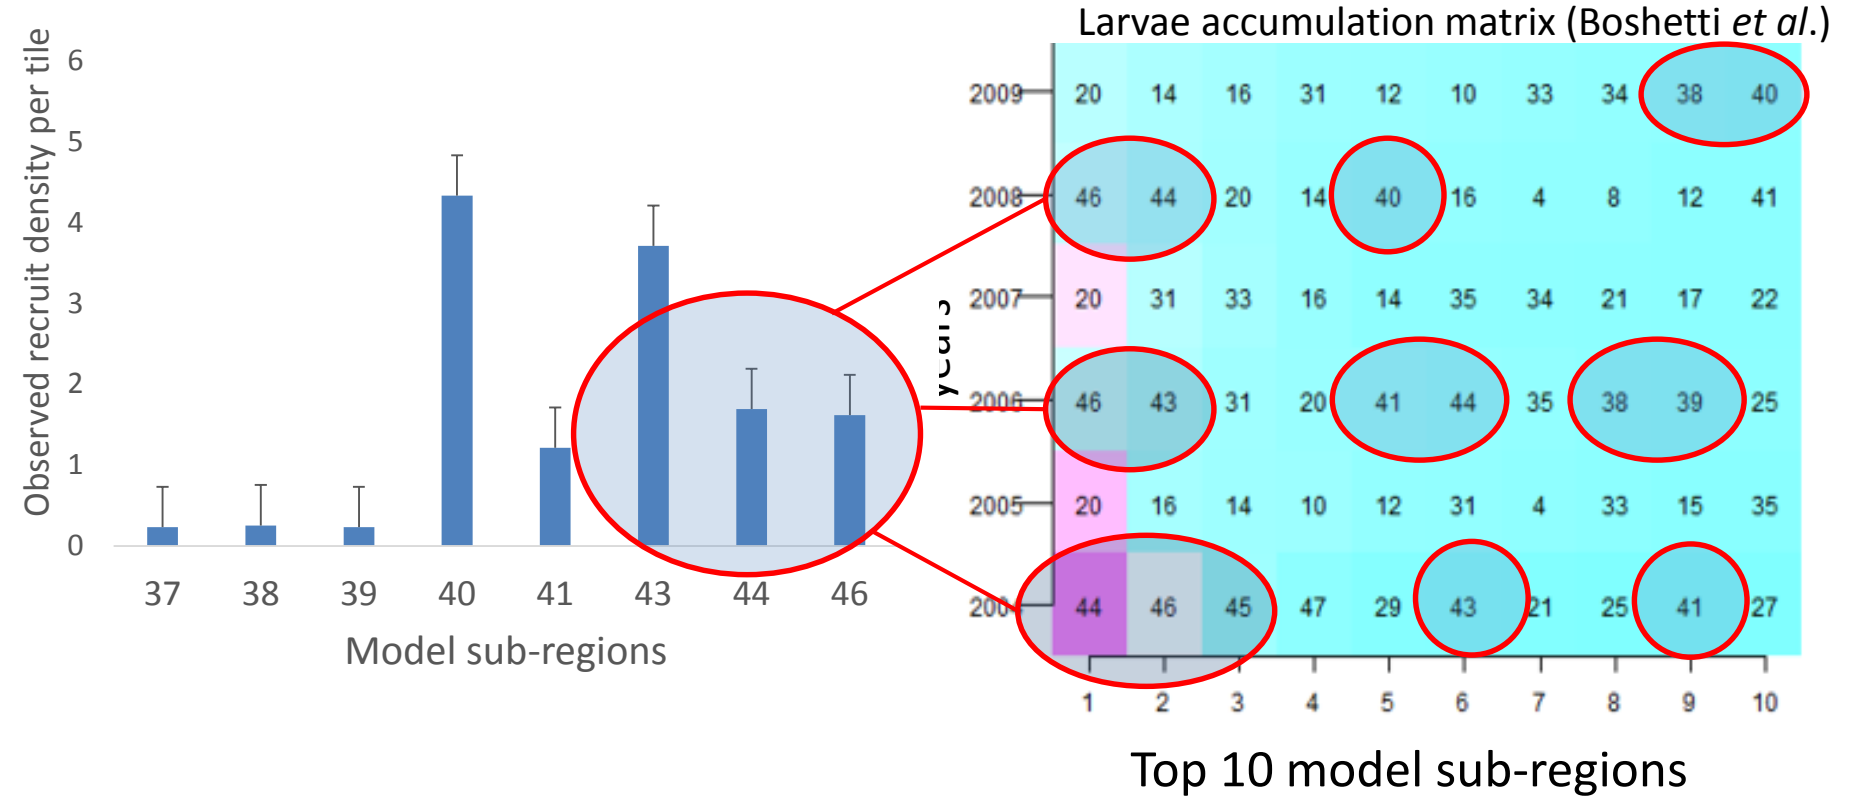 Larvae accumulation matrix (Boshetti et al.)
Observed recruit density per tile
6
5
4
3
2
1
0
37 38 39 40 41 43 44 46
Model sub-regions
years
2009 20 14 16 31 12 10 33 34 38 40
2008 46 44 20 14 40 16 4 8 12 41
2007 20 31 33 16 14 35 34 21 17 22
2006 46 43 31 20 41 44 35 38 39 25
2005 20 16 14 10 12 31 4 33 15 35
200 44 46 45 47 29 43 21 25 41 27
1 2 3 4 5 6 7 8 9 10
Top 10 model sub-regions